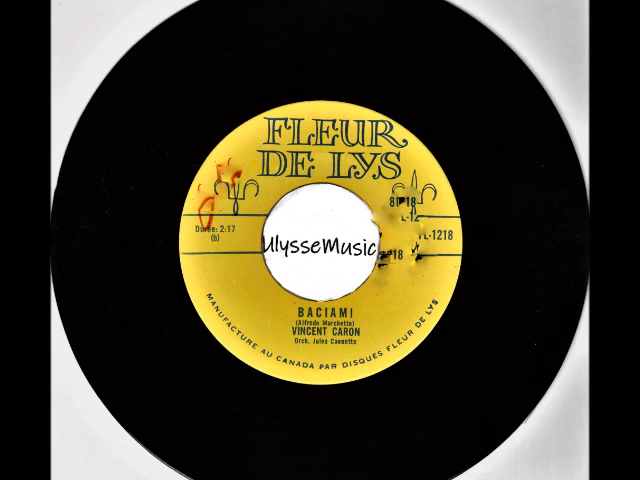 FLEUR
DE LYS
Durée: 2:17
(b)
FL-1218
UlysseMusic
BACIAMI
(Alfredo Marchetto)
VINCENT CARON
Orch. Jules Cannette
MANUFACTURE AU CANADA PAR DISQUES FLEUR DE LYS